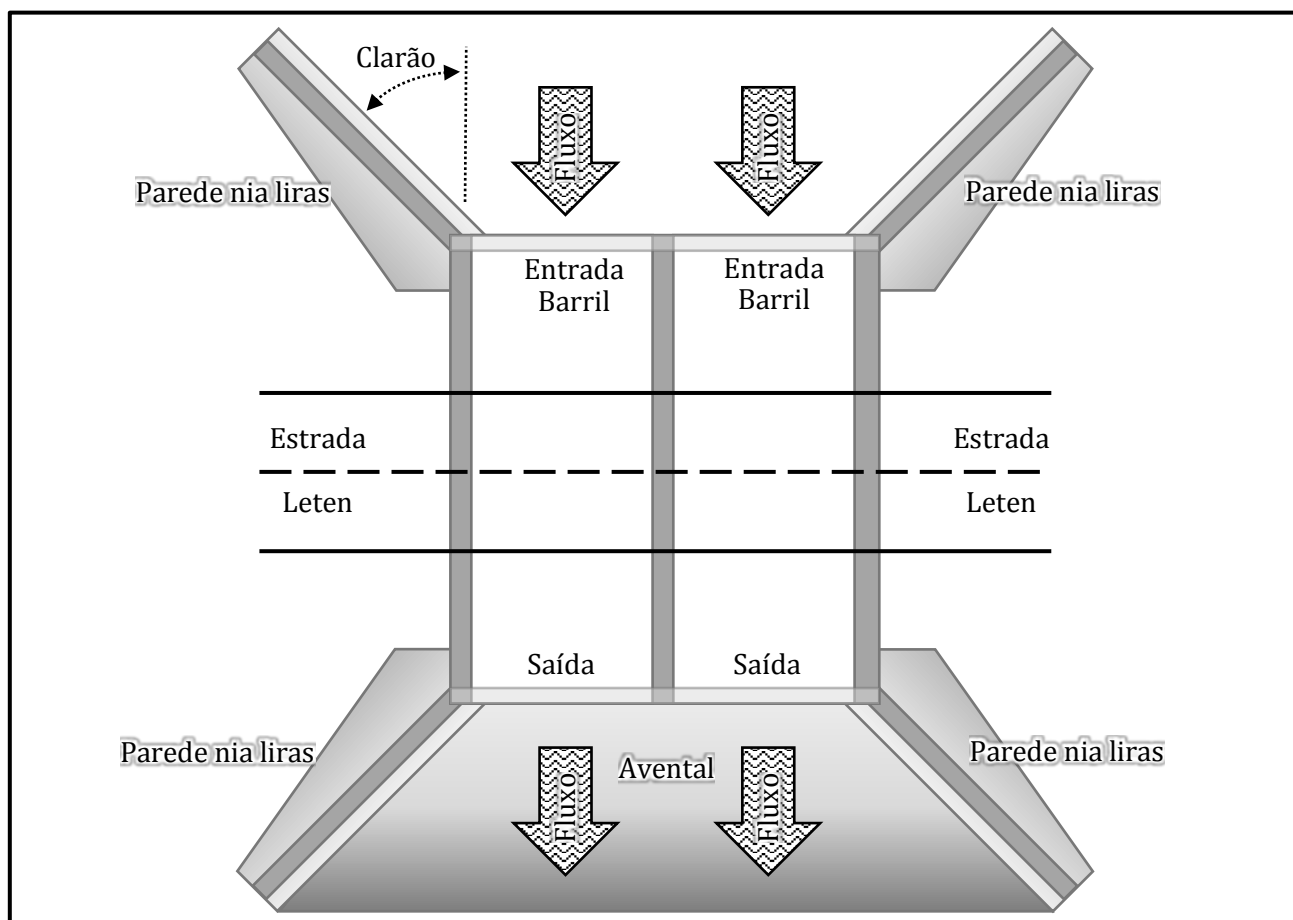 Clarão
Fluxo
Fluxo
Parede nia liras
Parede nia liras
Entrada
Barril
Entrada
Barril
Estrada
Estrada
Leten
Leten
Saída
Saída
Parede nia liras
Avental
Parede nia liras
Fluxo
Fluxo